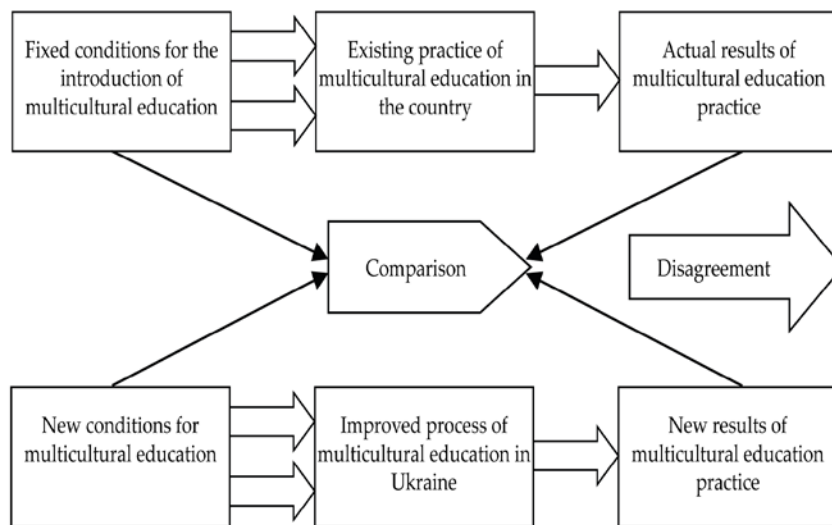 Fixed conditions for the
introduction of
multicultural education
Existing practice of
multicultural education in
the country
Actual results of
multicultural education
practice
Comparison
Disagreement
New conditions for
multicultural education
Improved process of
multicultural education in
Ukraine
New results of
multicultural education
practice